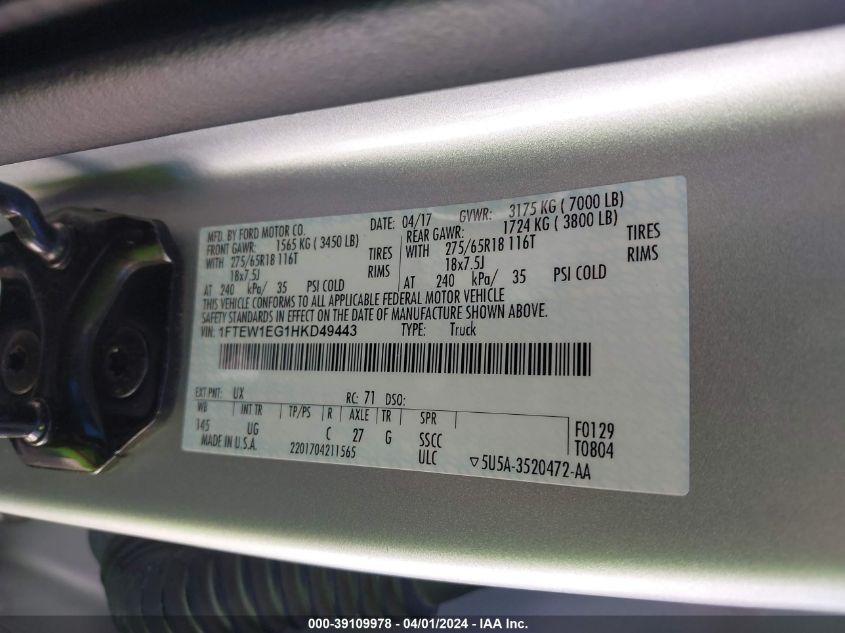 MFD. BY FORD MOTOR CO. DATE: 04/17 GVWR: 3175 KG ( 7000 LB)
FRONT GAWR: 1565 KG ( 3450 LB) REAR GAWR: 1724 KG ( 3800 LB)
WITH 275/65R18 116T TIRES WITH 275/65R18 116T TIRES
18x7.5J RIMS 18x7.5J RIMS
AT 240 kPa/ 35 PSI COLD AT 240 kPa/ 35 PSI COLD
THIS VEHICLE CONFORMS TO ALL APPLICABLE FEDERAL MOTOR VEHICLE
SAFETY STANDARDS IN EFFECT ON THE DATE OF MANUFACTURE SHOWN ABOVE.
VIN: 1FTEW1EG1HKD49443 TYPE: Truck
EXT PNT: UX RC: 71 DSO:
WB INT TR TP/PS R AXLE TR SPR
145 UG C 27 G SSCC F0129
MADE IN U.S.A. 2201704211565 ULC T0804
▽5U5A-3520472-AA
000-39109978 - 04/01/2024 - IAA Inc.